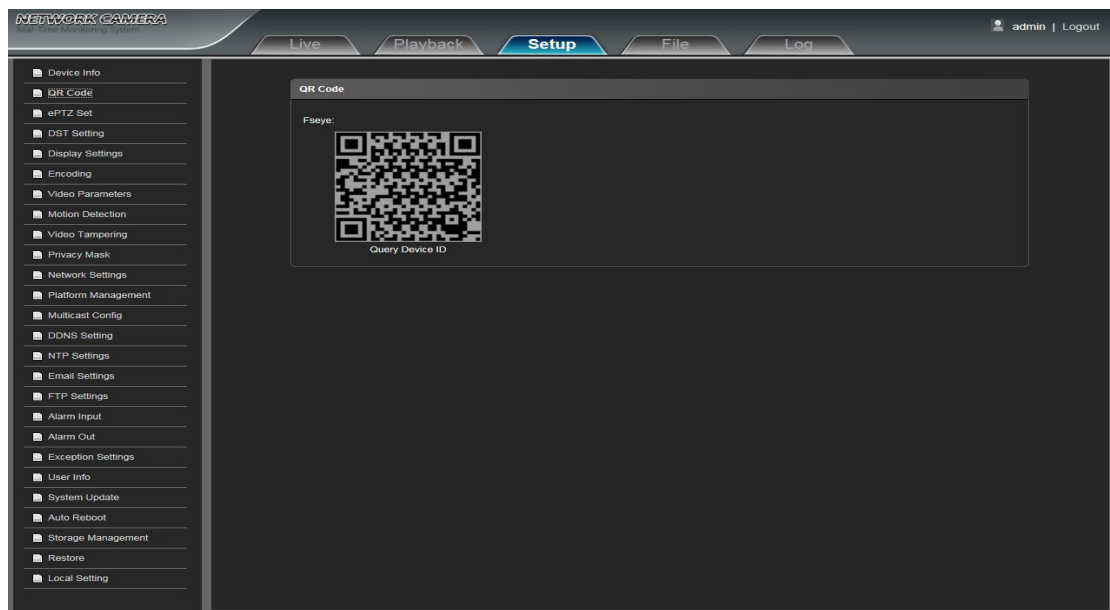 NETWORK CAMERA
Real-Time Monitoring System
admin | Logout
Live
Playback
Setup
File
Log
Device Info
QR Code
ePTZ Set
DST Setting
Display Settings
Encoding
Video Parameters
Motion Detection
Video Tampering
Privacy Mask
Network Settings
Platform Management
Multicast Config
DDNS Setting
NTP Settings
Email Settings
FTP Settings
Alarm Input
Alarm Out
Exception Settings
User Info
System Update
Auto Reboot
Storage Management
Restore
Local Setting
QR Code
Fseye:
Query Device ID